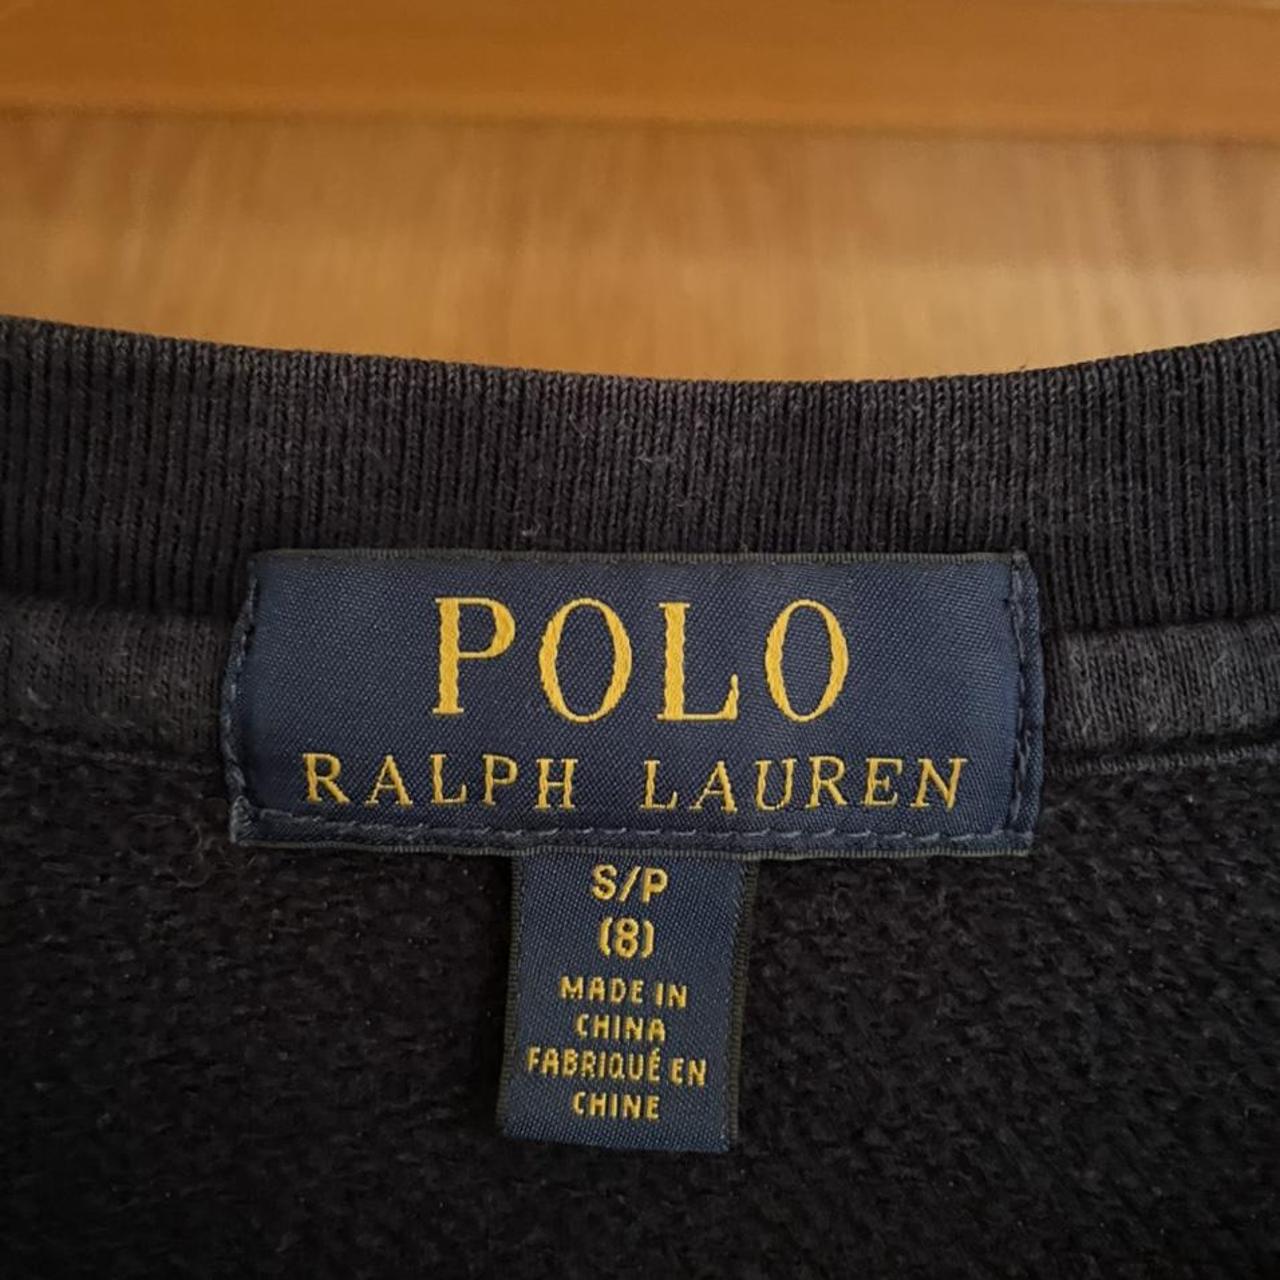 POLO
RALPH LAUREN
S/P
(8)
MADE IN
CHINA
FABRIQUÉ EN
CHINE